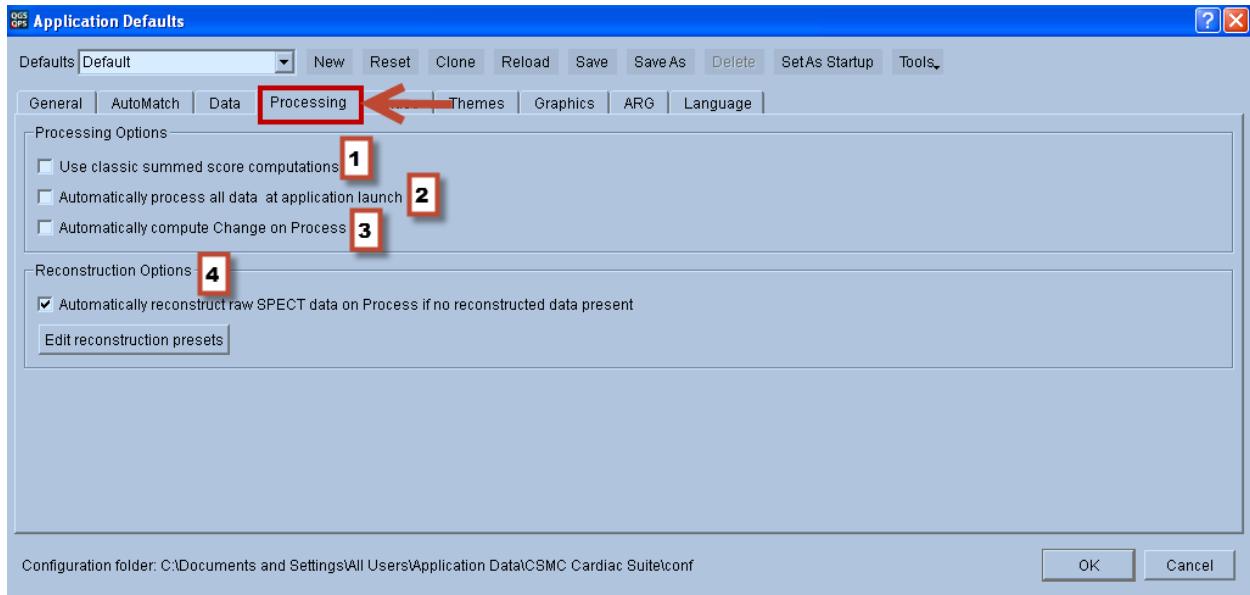 QGS QPS Application Defaults
Defaults Default New Reset Clone Reload Save Save As Delete Set As Startup Tools
General AutoMatch Data Processing Themes Graphics ARG Language
Processing Options
Use classic summed score computations 1
Automatically process all data at application launch 2
Automatically compute Change on Process 3
Reconstruction Options 4
Automatically reconstruct raw SPECT data on Process if no reconstructed data present
Edit reconstruction presets
Configuration folder: C:\Documents and Settings\All Users\Application Data\CSMC Cardiac Suite\conf OK Cancel